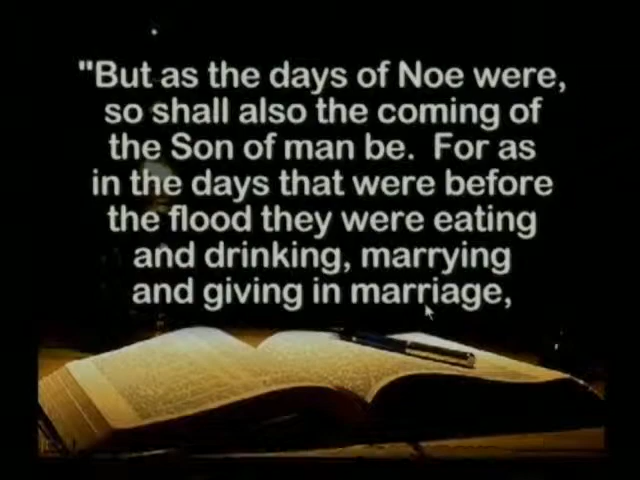 "But as the days of Noe were,
so shall also the coming of
the Son of man be.  For as
in the days that were before
the flood they were eating
and drinking, marrying
and giving in marriage,